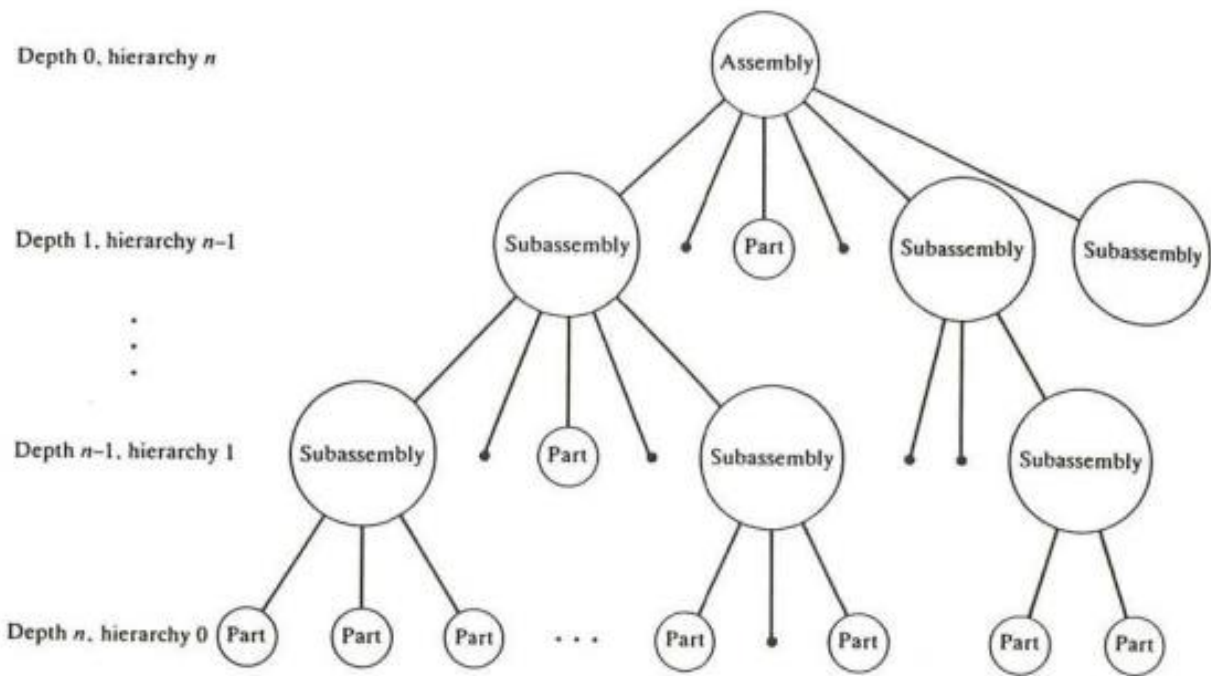 Depth 0, hierarchy n
Assembly
Depth 1, hierarchy n–1
Subassembly
Part
Subassembly
Subassembly
Depth n–1, hierarchy 1
Subassembly
Part
Subassembly
Subassembly
Depth n, hierarchy 0
Part
Part
Part
. . .
Part
Part
Part
Part